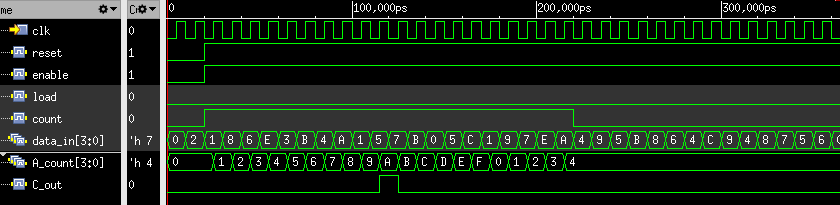 me Cr 0 100,000ps 200,000ps 300,000ps
clk 0
reset 1
enable 1
load 0
count 0
data_in[3:0] 'h 7 0 2 1 8 6 E 3 B 4 A 1 5 7 B 0 5 C 1 9 7 E A 4 9 5 B 8 6 4 C 9 4 8 7 5 6 0
A_count[3:0] 'h 4 0 1 2 3 4 5 6 7 8 9 A B C D E F 0 1 2 3 4
C_out 0